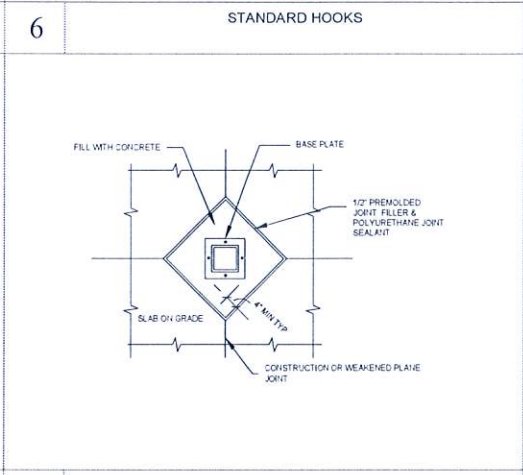 6
STANDARD HOOKS
FILL WITH CONCRETE
BASE PLATE
1/2" PREMOLDED
JOINT FILLER &
POLYURETHANE JOINT
SEALANT
4" MIN TYP
SLAB ON GRADE
CONSTRUCTION OR WEAKENED PLANE
JOINT